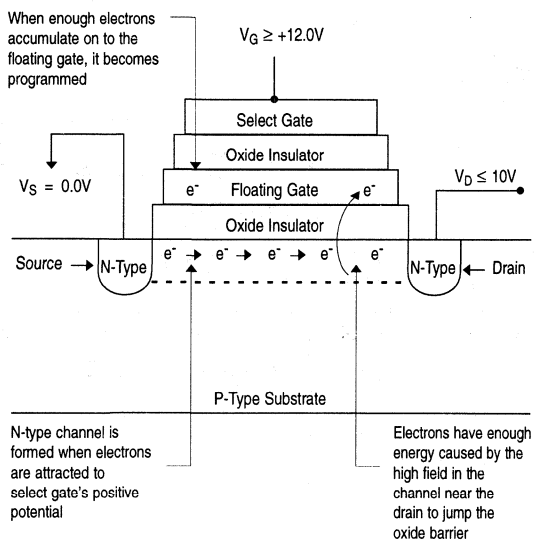 When enough electrons
accumulate on to the
floating gate, it becomes
programmed
V_G ≥ +12.0V
Select Gate
Oxide Insulator
V_S = 0.0V
e⁻ Floating Gate e⁻
V_D ≤ 10V
Oxide Insulator
Source → N-Type e⁻ → e⁻ → e⁻ → e⁻ e⁻ N-Type ← Drain
P-Type Substrate
N-type channel is
formed when electrons
are attracted to
select gate's positive
potential
Electrons have enough
energy caused by the
high field in the
channel near the
drain to jump the
oxide barrier